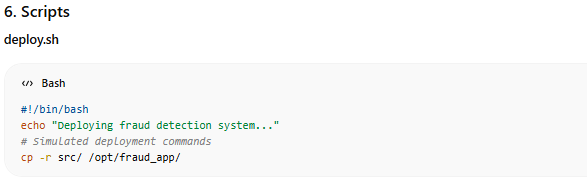 6. Scripts
deploy.sh
</> Bash
#!/bin/bash
echo "Deploying fraud detection system..."
# Simulated deployment commands
cp -r src/ /opt/fraud_app/